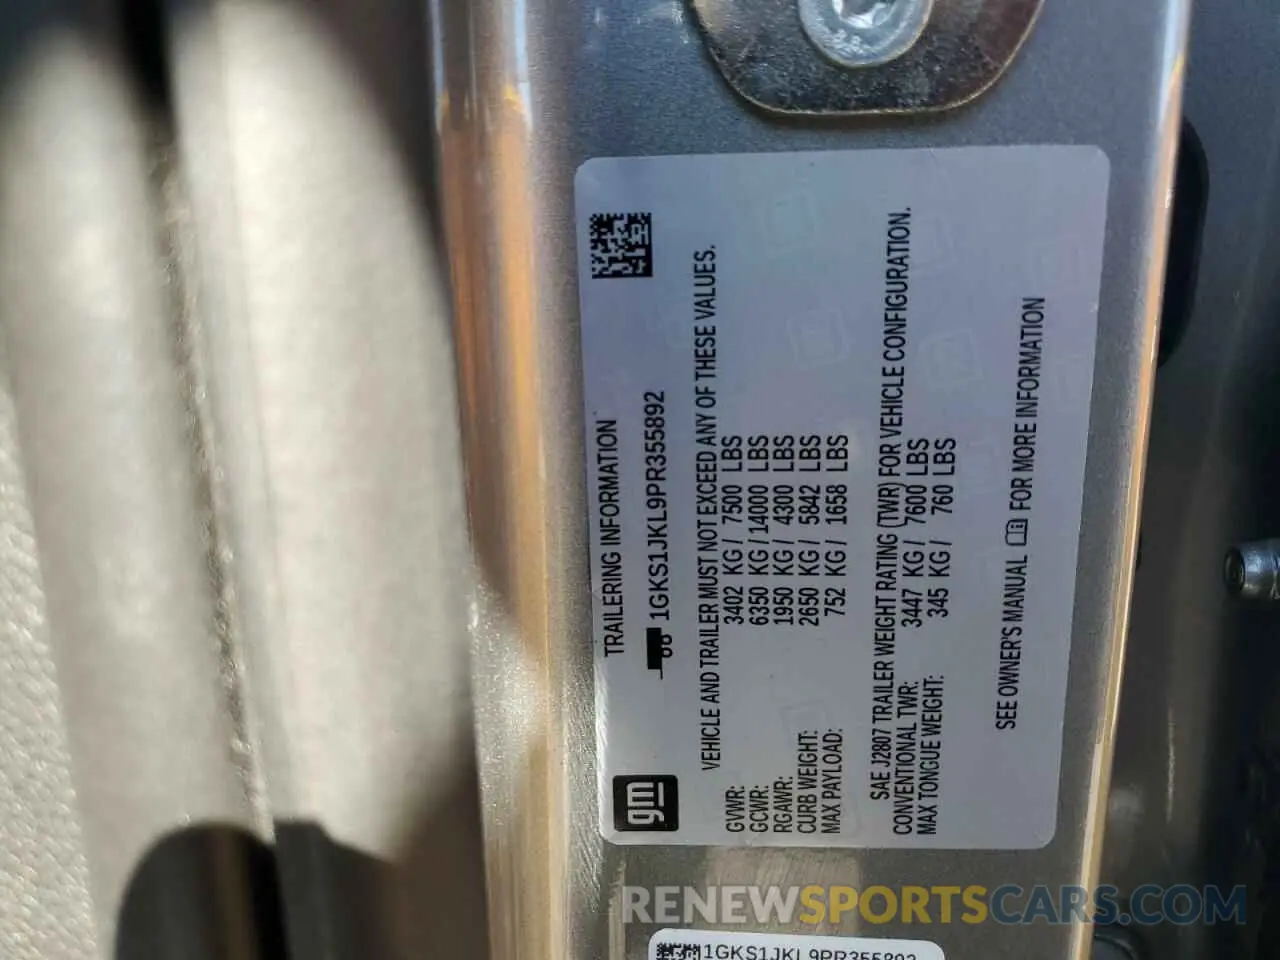 gm
TRAILERING INFORMATION
1GKS1JKL9PR355892
VEHICLE AND TRAILER MUST NOT EXCEED ANY OF THESE VALUES.
GVWR: 3402 KG / 7500 LBS
GCWR: 6350 KG / 14000 LBS
RGAWR: 1950 KG / 4300 LBS
CURB WEIGHT: 2650 KG / 5842 LBS
MAX PAYLOAD: 752 KG / 1658 LBS
SAE J2807 TRAILER WEIGHT RATING (TWR) FOR VEHICLE CONFIGURATION.
CONVENTIONAL TWR: 3447 KG / 7600 LBS
MAX TONGUE WEIGHT: 345 KG / 760 LBS
SEE OWNER'S MANUAL FOR MORE INFORMATION
RENEWSPORTSCARS.COM
1GKS1JKL9PR355892